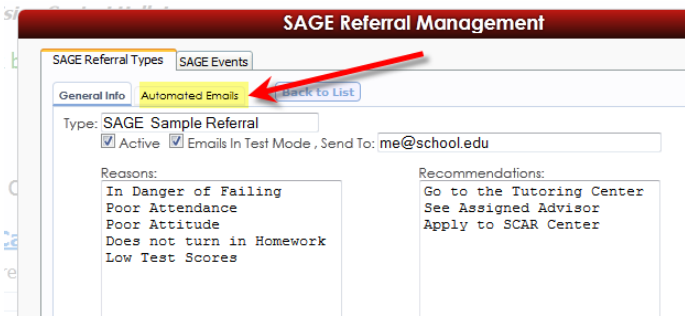 SAGE Referral Management
SAGE Referral Types SAGE Events
General Info Automated Emails Back to List
Type: SAGE Sample Referral
Active Emails In Test Mode , Send To: me@school.edu
Reasons: Recommendations:
In Danger of Failing Go to the Tutoring Center
Poor Attendance See Assigned Advisor
Poor Attitude Apply to SCAR Center
Does not turn in Homework
Low Test Scores